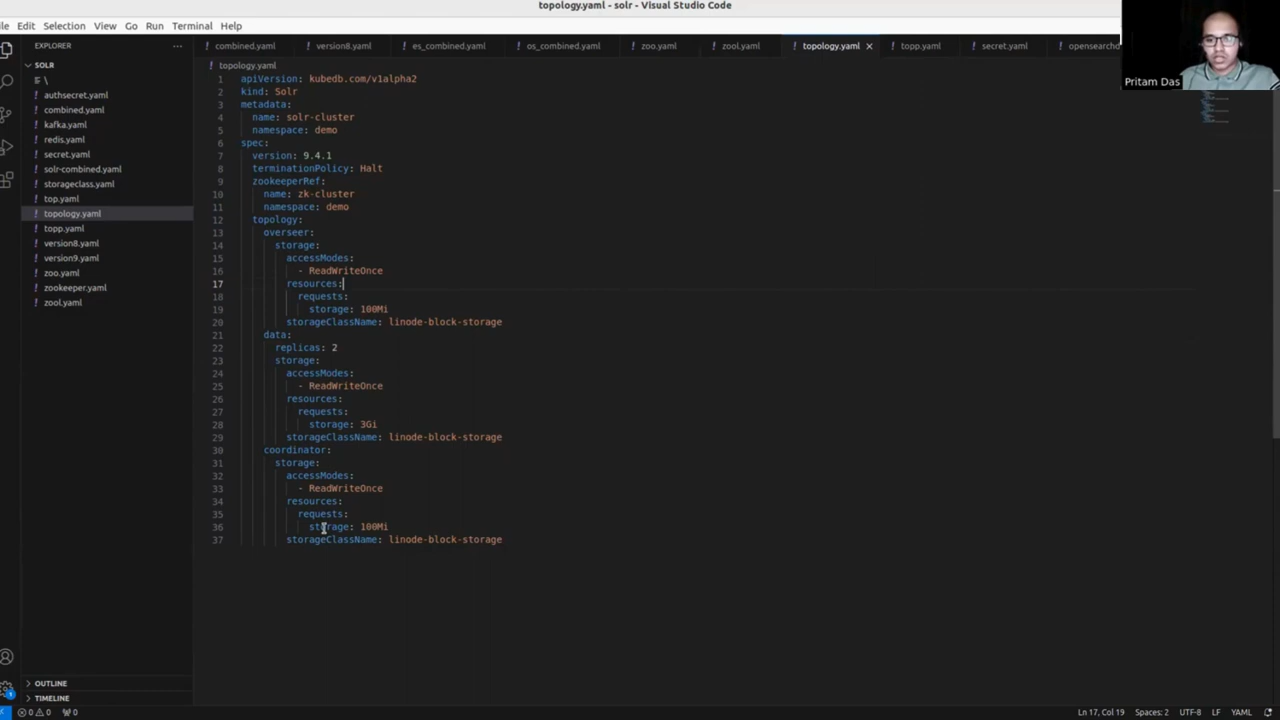 topology.yaml - solr - Visual Studio Code
Edit Selection View Go Run Terminal Help
EXPLORER
combined.yaml version8.yaml es_combined.yaml os_combined.yaml zoo.yaml zool.yaml topology.yaml topp.yaml secret.yaml
Pritam Das
SOLR
! \
! authsecret.yaml
! combined.yaml
! kafka.yaml
! redis.yaml
! secret.yaml
! solr-combined.yaml
! storageclass.yaml
! top.yaml
! topology.yaml
! topp.yaml
! version8.yaml
! version9.yaml
! zoo.yaml
! zookeeper.yaml
! zool.yaml
! topology.yaml
1 apiVersion: kubedb.com/v1alpha2
2 kind: Solr
3 metadata:
4 name: solr-cluster
5 namespace: demo
6 spec:
7 version: 9.4.1
8 terminationPolicy: Halt
9 zookeeperRef:
10 name: zk-cluster
11 namespace: demo
12 topology:
13 overseer:
14 storage:
15 accessModes:
16 - ReadWriteOnce
17 resources:
18 requests:
19 storage: 100Mi
20 storageClassName: linode-block-storage
21 data:
22 replicas: 2
23 storage:
24 accessModes:
25 - ReadWriteOnce
26 resources:
27 requests:
28 storage: 3Gi
29 storageClassName: linode-block-storage
30 coordinator:
31 storage:
32 accessModes:
33 - ReadWriteOnce
34 resources:
35 requests:
36 storage: 100Mi
37 storageClassName: linode-block-storage
OUTLINE
TIMELINE
0 0 0
Ln 17, Col 19 Spaces: 2 UTF-8 LF YAML